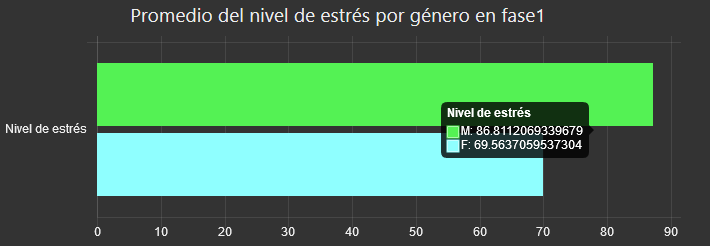 Promedio del nivel de estrés por género en fase1
Nivel de estrés
Nivel de estrés
M: 86.8112069339679
F: 69.5637059537304
0 10 20 30 40 50 60 70 80 90